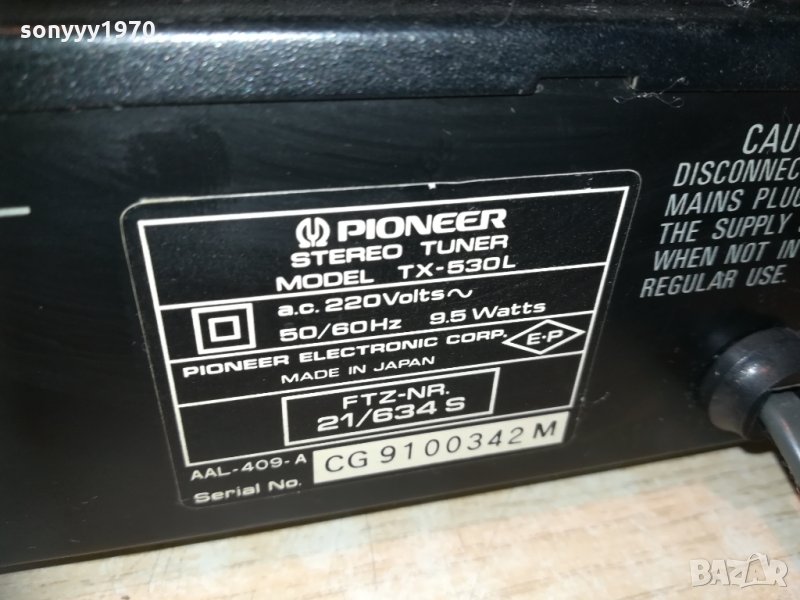 sonyyy1970
PIONEER
STEREO TUNER
MODEL TX-530L
a.c. 220Volts~
50/60Hz 9.5 Watts
PIONEER ELECTRONIC CORP.
MADE IN JAPAN
E·P
FTZ-NR.
21/634 S
AAL-409-A
Serial No. CG 9100342 M
DISCONNEC
MAINS PLU
THE SUPPLY
WHEN NOT IN
REGULAR USE.
BAZAR